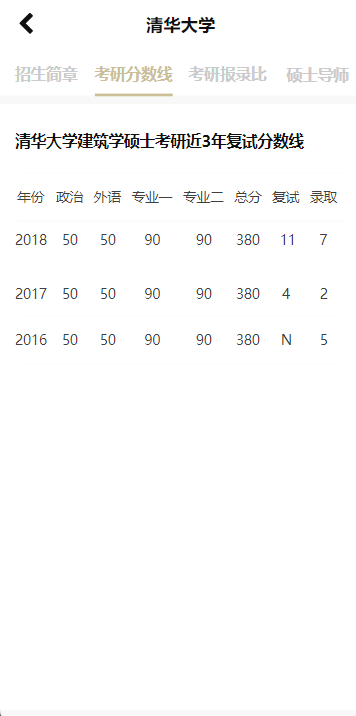 清华大学
招生简章 考研分数线 考研报录比 硕士导师
清华大学建筑学硕士考研近3年复试分数线
年份 政治 外语 专业一 专业二 总分 复试 录取
2018 50 50 90 90 380 11 7
2017 50 50 90 90 380 4 2
2016 50 50 90 90 380 N 5